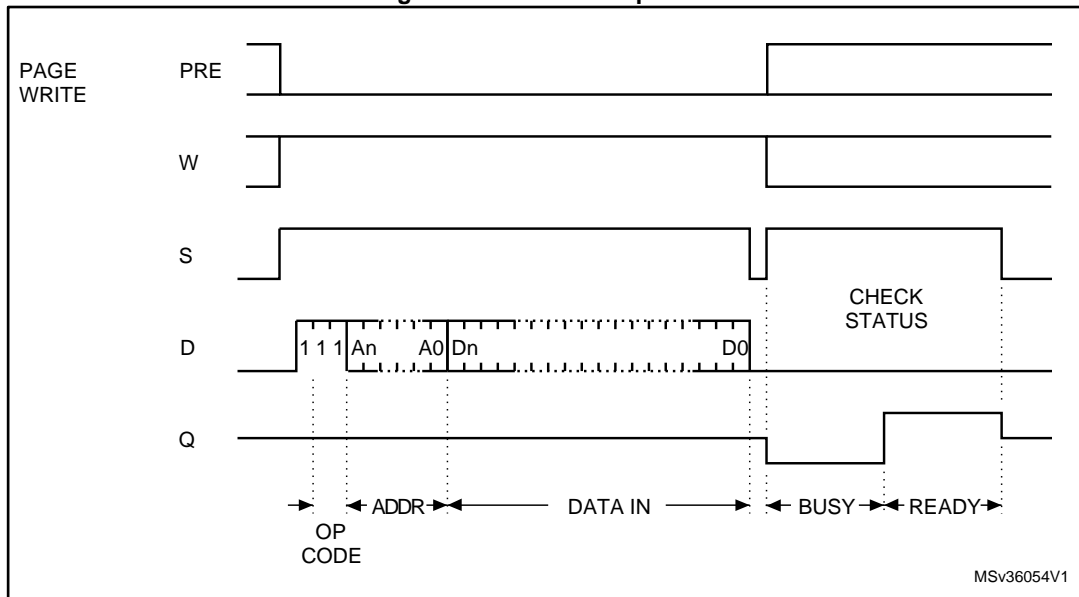 PAGE
WRITE
PRE
W
S
CHECK
STATUS
D
1 1 1 An A0 Dn D0
Q
ADDR DATA IN BUSY READY
OP
CODE
MSv36054V1